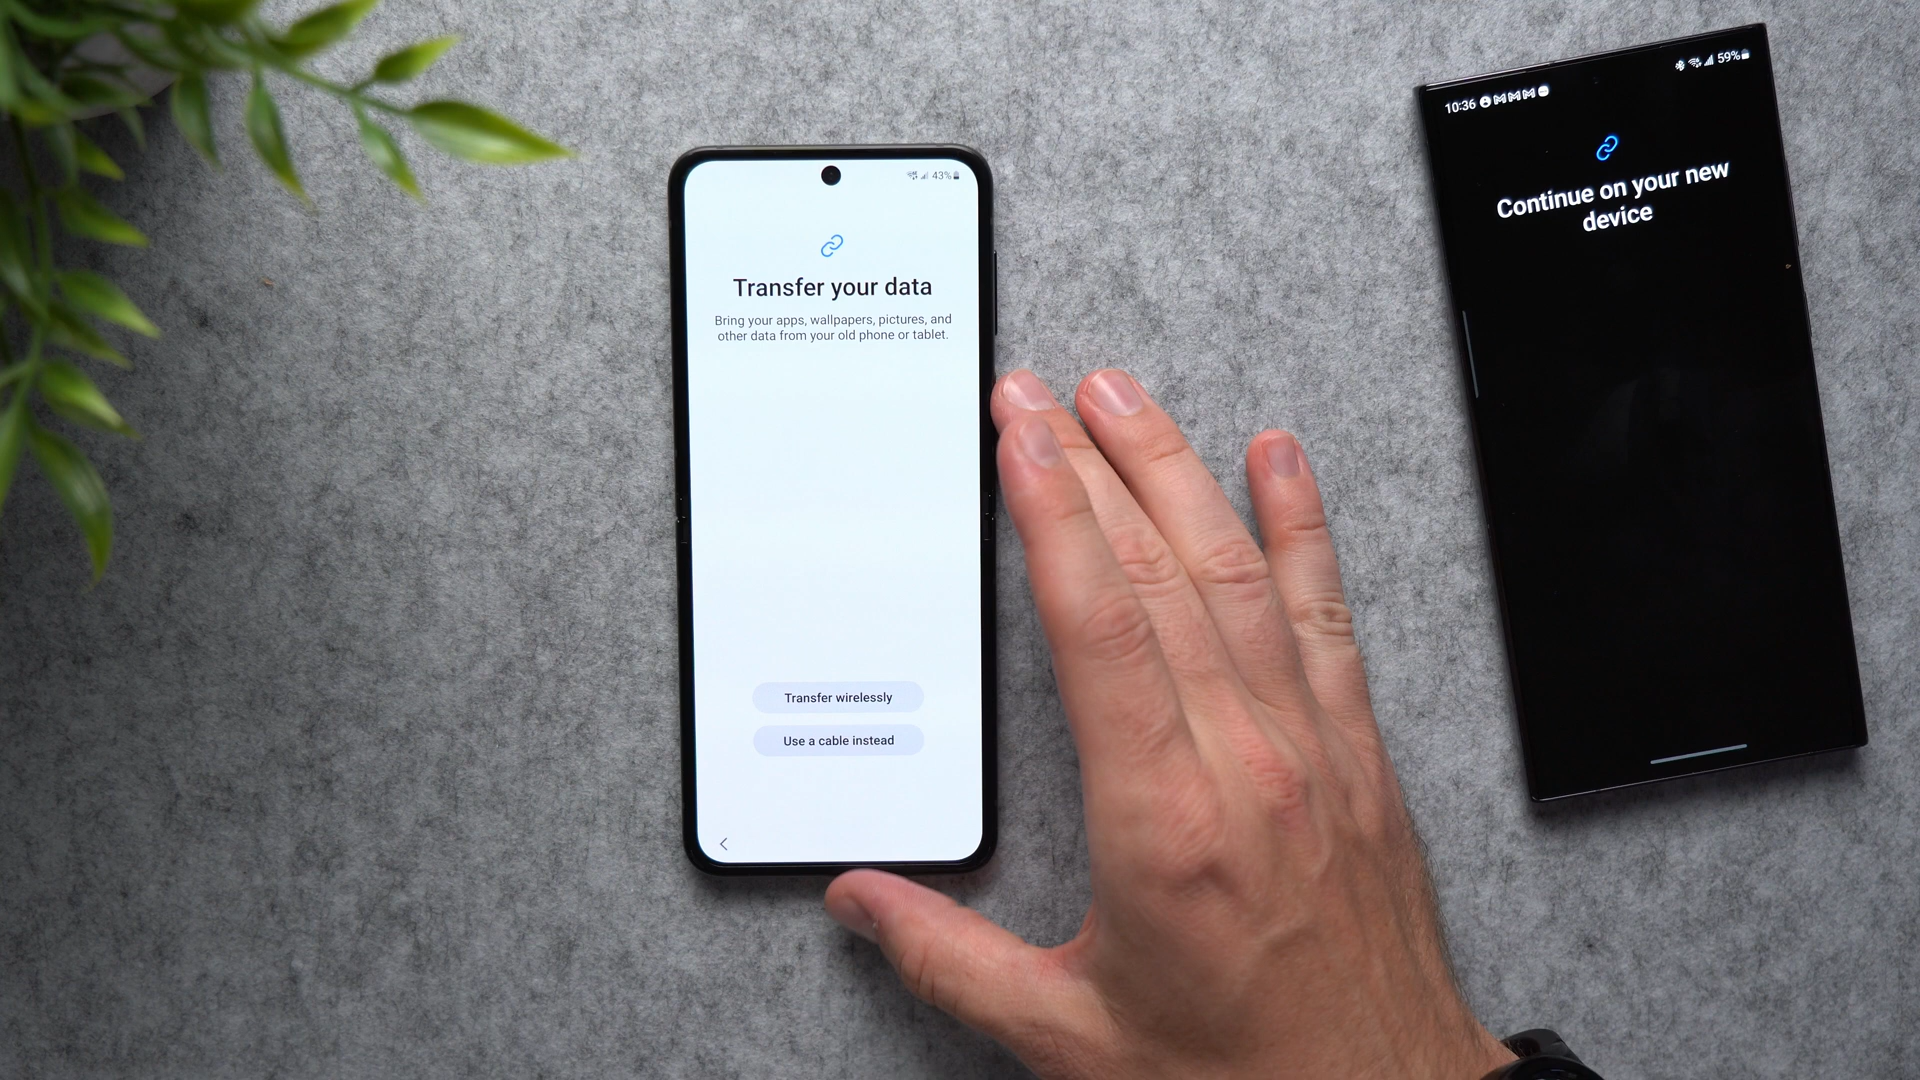 43%
Transfer your data
Bring your apps, wallpapers, pictures, and
other data from your old phone or tablet.
Transfer wirelessly
Use a cable instead
10:36
59%
Continue on your new
device